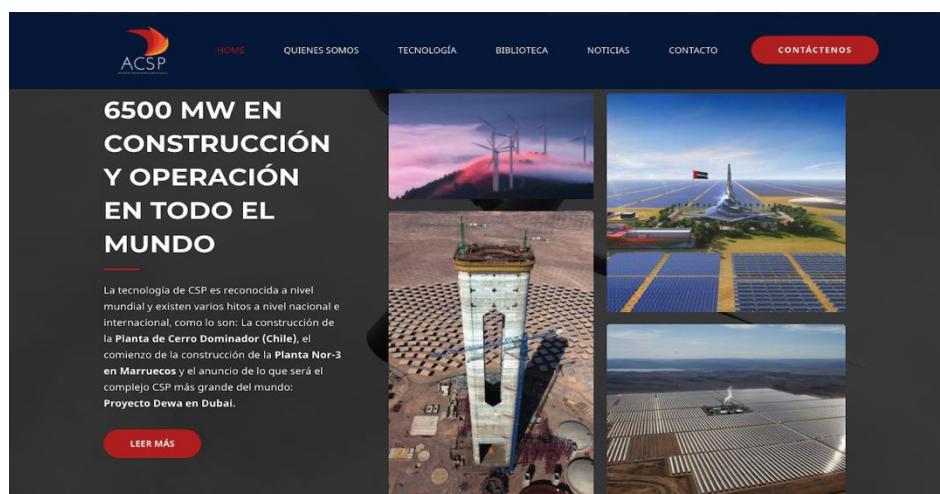 ACSP
HOME
QUIENES SOMOS
TECNOLOGÍA
BIBLIOTECA
NOTICIAS
CONTACTO
CONTÁCTENOS
6500 MW EN
CONSTRUCCIÓN
Y OPERACIÓN
EN TODO EL
MUNDO
La tecnología de CSP es reconocida a nivel
mundial y existen varios hitos a nivel nacional e
internacional, como lo son: La construcción de
la Planta de Cerro Dominador (Chile), el
comienzo de la construcción de la Planta Nor-3
en Marruecos y el anuncio de lo que será el
complejo CSP más grande del mundo:
Proyecto Dewa en Dubai.
LEER MÁS